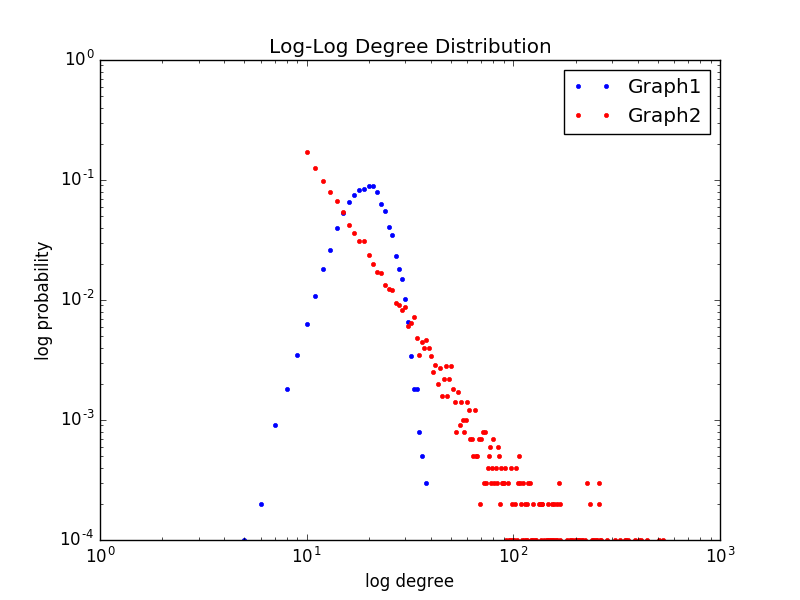 Log-Log Degree Distribution
Graph1
Graph2
log probability
10^0
10^-1
10^-2
10^-3
10^-4
10^0 10^1 10^2 10^3
log degree